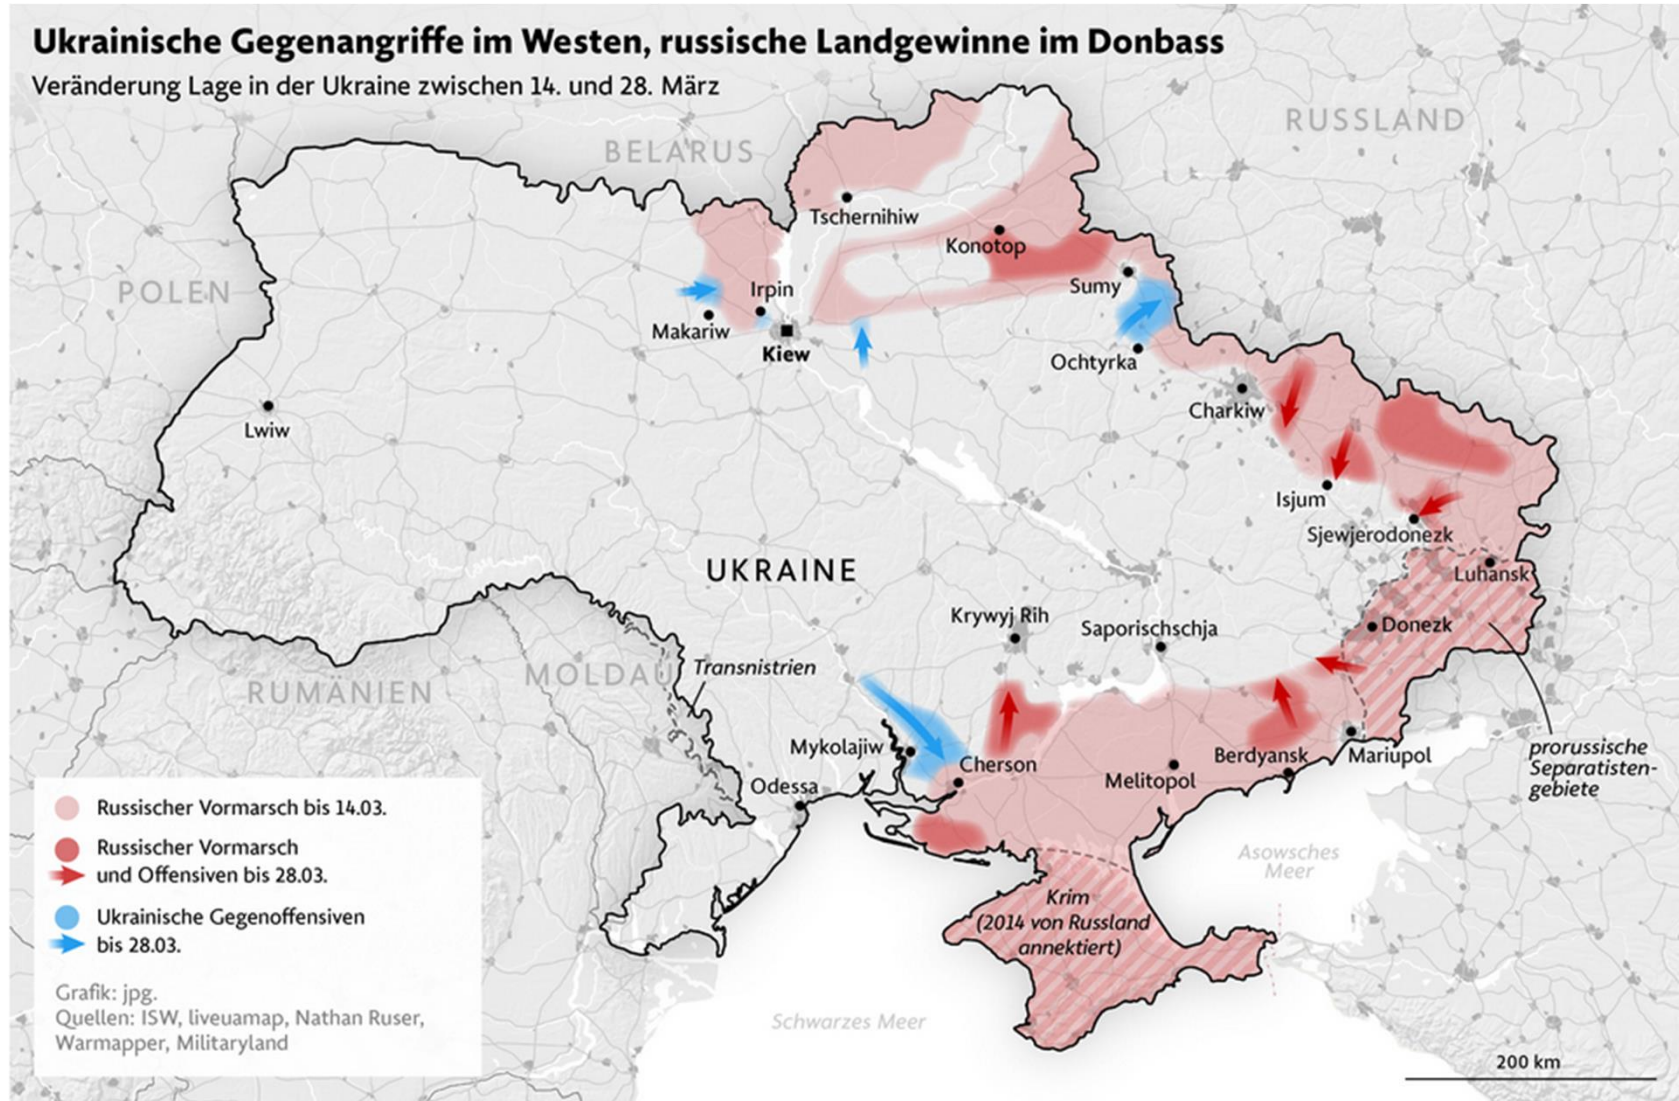 Ukrainische Gegenangriffe im Westen, russische Landgewinne im Donbass
Veränderung Lage in der Ukraine zwischen 14. und 28. März
RUSSLAND
BELARUS
POLEN
Tschernihiw
Konotop
Sumy
Irpin
Makariw
Kiew
Ochtyrka
Charkiw
Lwiw
Isjum
Sjewjerodonezk
UKRAINE
Luhansk
Krywyj Rih
Saporischschja
Donezk
MOLDAU
Transnistrien
RUMÄNIEN
Mykolajiw
Cherson
Odessa
Melitopol
Berdyansk
Mariupol
prorussische
Separatisten-
gebiete
Asowsches
Meer
Krim
(2014 von Russland
annektiert)
Schwarzes Meer
Russischer Vormarsch bis 14.03.
Russischer Vormarsch
und Offensiven bis 28.03.
Ukrainische Gegenoffensiven
bis 28.03.
Grafik: jpg.
Quellen: ISW, liveuamap, Nathan Ruser,
Warmapper, Militaryland
200 km